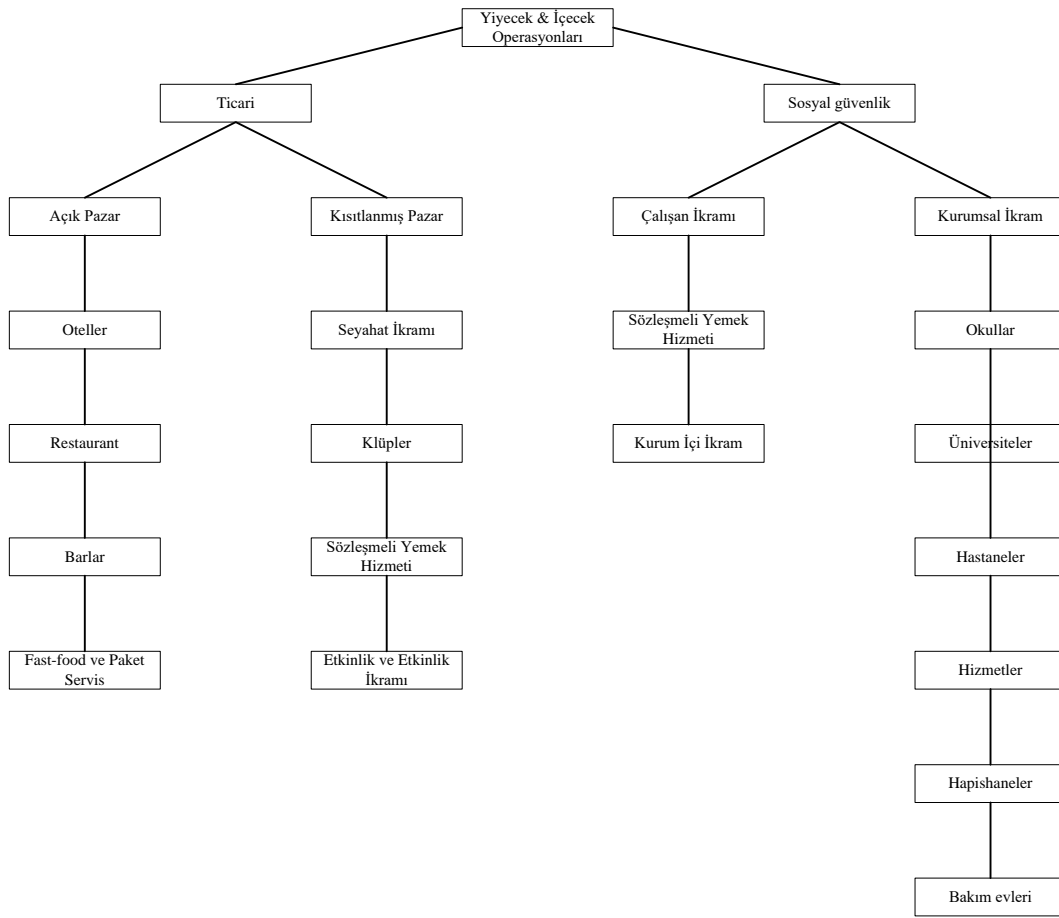 Yiyecek & İçecek
Operasyonları
Ticari
Sosyal güvenlik
Açık Pazar
Kısıtlanmış Pazar
Çalışan İkramı
Kurumsal İkram
Oteller
Seyahat İkramı
Sözleşmeli Yemek
Hizmeti
Okullar
Restaurant
Klüpler
Kurum İçi İkram
Üniversiteler
Barlar
Sözleşmeli Yemek
Hizmeti
Hastaneler
Fast-food ve Paket
Servis
Etkinlik ve Etkinlik
İkramı
Hizmetler
Hapishaneler
Bakım evleri